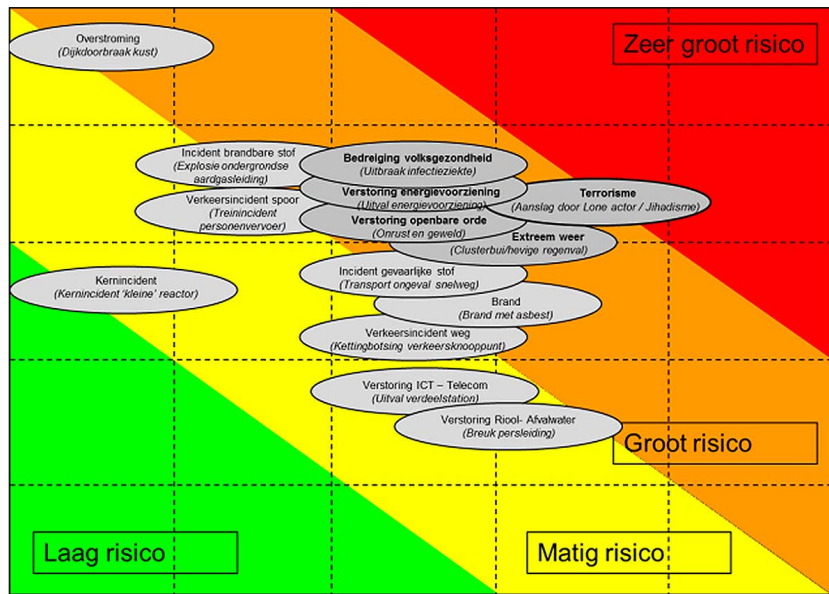 Overstroming
(Dijkdoorbraak kust)
Zeer groot risico
Incident brandbare stof
(Explosie ondergrondse
aardgasleiding)
Bedreiging volksgezondheid
(Uitbraak infectieziekte)
Verstoring energievoorziening
(Uitval energievoorziening)
Terrorisme
(Aanslag door Lone actor / Jihadisme)
Verkeersincident spoor
(Treinincident
personenvervoer)
Verstoring openbare orde
(Onrust en geweld)
Extreem weer
(Clusterbui/hevige regenval)
Kernincident
(Kernincident 'kleine' reactor)
Incident gevaarlijke stof
(Transport ongeval snelweg)
Brand
(Brand met asbest)
Verkeersincident weg
(Kettingbotsing verkeersknooppunt)
Verstoring ICT – Telecom
(Uitval verdeelstation)
Verstoring Riool- Afvalwater
(Breuk persleiding)
Groot risico
Laag risico
Matig risico